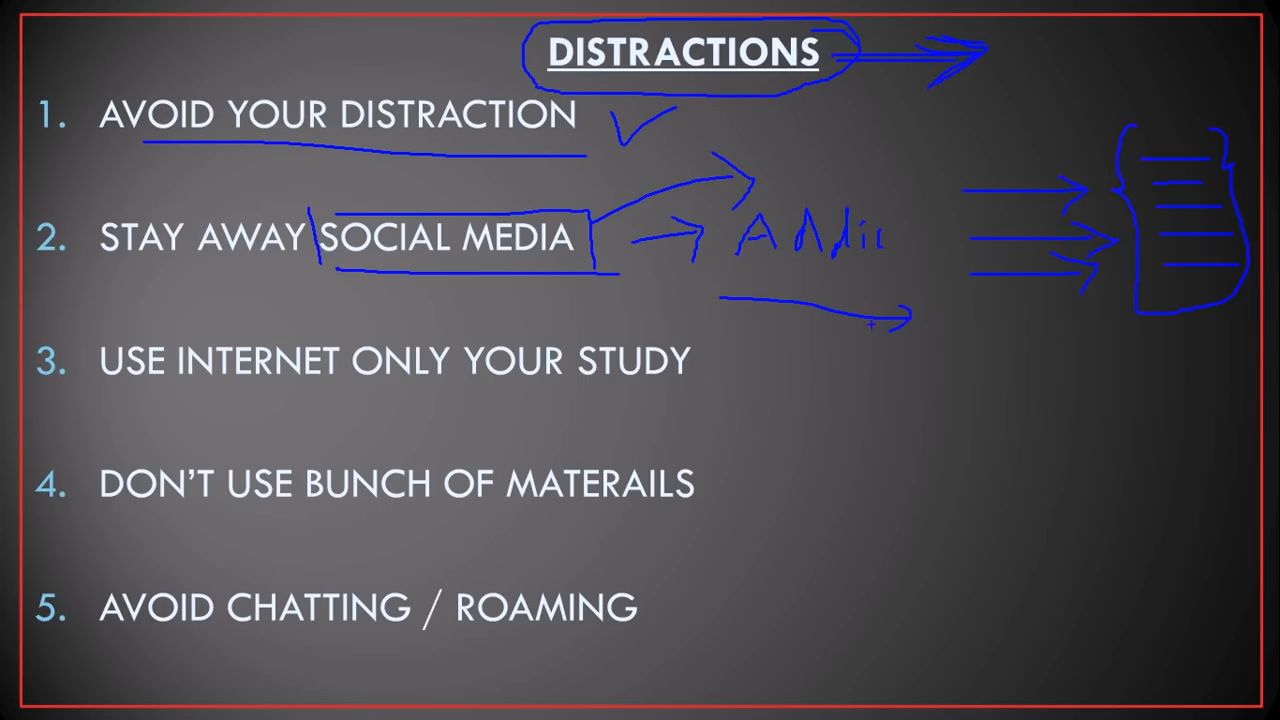 DISTRACTIONS
1. AVOID YOUR DISTRACTION
2. STAY AWAY SOCIAL MEDIA
Addic
3. USE INTERNET ONLY YOUR STUDY
4. DON'T USE BUNCH OF MATERAILS
5. AVOID CHATTING / ROAMING